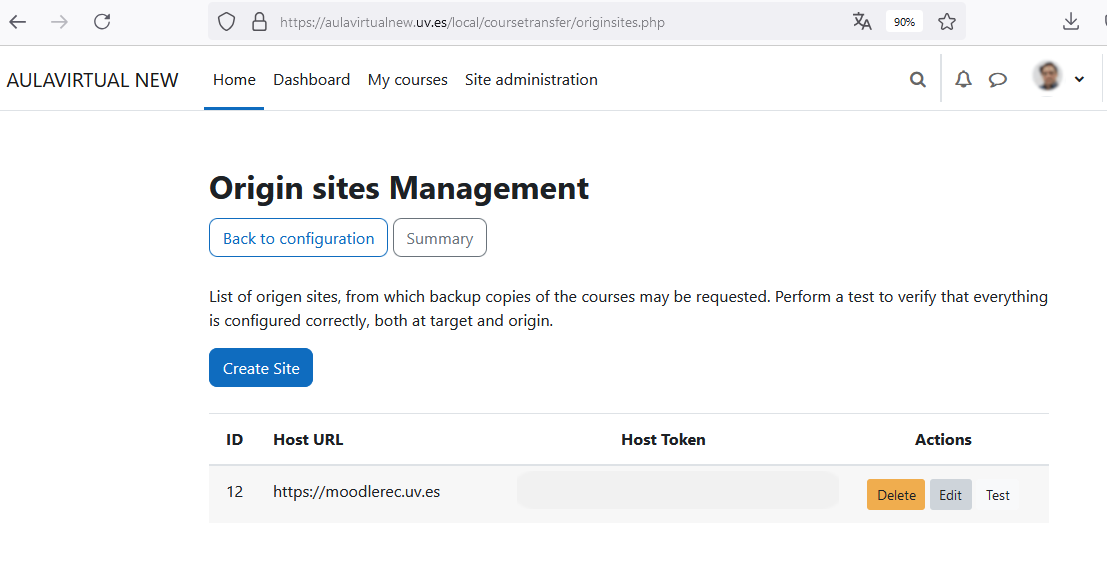 https://aulavirtualnew.uv.es/local/coursetransfer/originsites.php 90%
AULAVIRTUAL NEW Home Dashboard My courses Site administration
Origin sites Management
Back to configuration Summary
List of origen sites, from which backup copies of the courses may be requested. Perform a test to verify that everything
is configured correctly, both at target and origin.
Create Site
ID Host URL Host Token Actions
12 https://moodlerec.uv.es Delete Edit Test